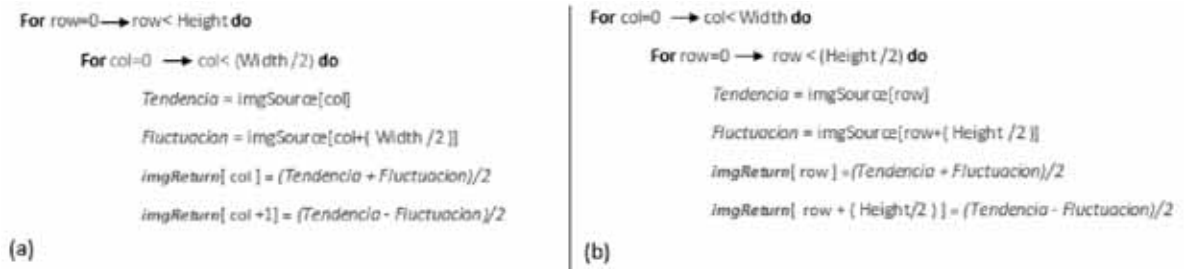 For row=0→row< Height do
For col=0 → col< (Width/2) do
Tendencia = imgSource[col]
Fluctuacion = imgSource[col+( Width /2 )]
imgReturn[ col ] = (Tendencia + Fluctuacion)/2
imgReturn[ col +1] = (Tendencia - Fluctuacion)/2
(a)
For col=0 → col< Width do
For row=0 → row < (Height /2) do
Tendencia = imgSource[row]
Fluctuacion = imgSource[row+( Height /2 )]
imgReturn[ row ] =(Tendencia + Fluctuacion)/2
imgReturn[ row + ( Height/2 ) ] = (Tendencia - Fluctuacion)/2
(b)